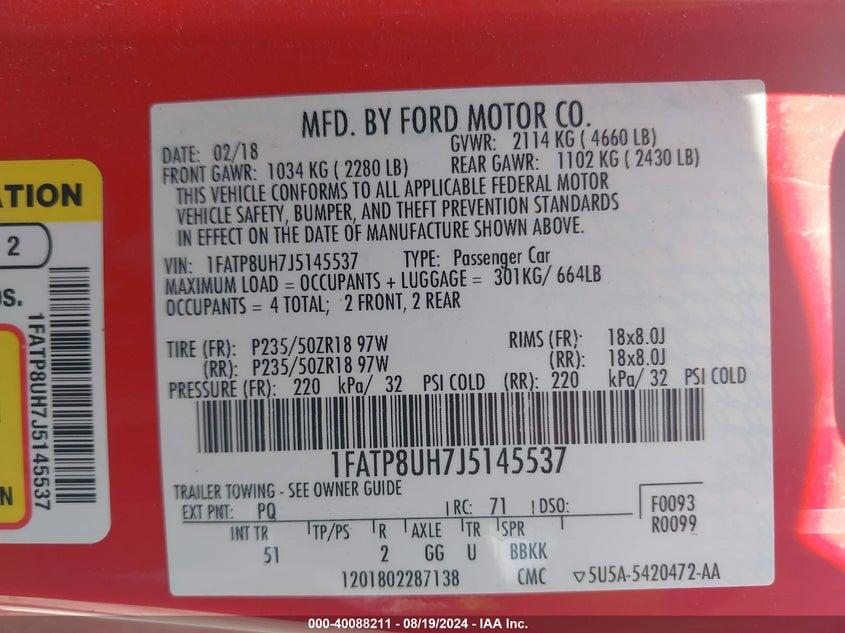 MFD. BY FORD MOTOR CO.
DATE: 02/18 GVWR: 2114 KG ( 4660 LB)
FRONT GAWR: 1034 KG ( 2280 LB) REAR GAWR: 1102 KG ( 2430 LB)
THIS VEHICLE CONFORMS TO ALL APPLICABLE FEDERAL MOTOR
VEHICLE SAFETY, BUMPER, AND THEFT PREVENTION STANDARDS
IN EFFECT ON THE DATE OF MANUFACTURE SHOWN ABOVE.
VIN: 1FATP8UH7J5145537 TYPE: Passenger Car
MAXIMUM LOAD = OCCUPANTS + LUGGAGE = 301KG/ 664LB
OCCUPANTS = 4 TOTAL; 2 FRONT, 2 REAR
TIRE (FR): P235/50ZR18 97W RIMS (FR): 18x8.0J
(RR): P235/50ZR18 97W (RR): 18x8.0J
PRESSURE (FR): 220 kPa/ 32 PSI COLD (RR): 220 kPa/ 32 PSI COLD
1FATP8UH7J5145537
TRAILER TOWING - SEE OWNER GUIDE
EXT PNT: PQ RC: 71 DSO: F0093
R0099
INT TR TP/PS R AXLE TR SPR
51 2 GG U BBKK
1201802287138 CMC ▽5U5A-5420472-AA
ATION
2
S.
1FATP8UH7J5145537
N
000-40088211 - 08/19/2024 - IAA Inc.